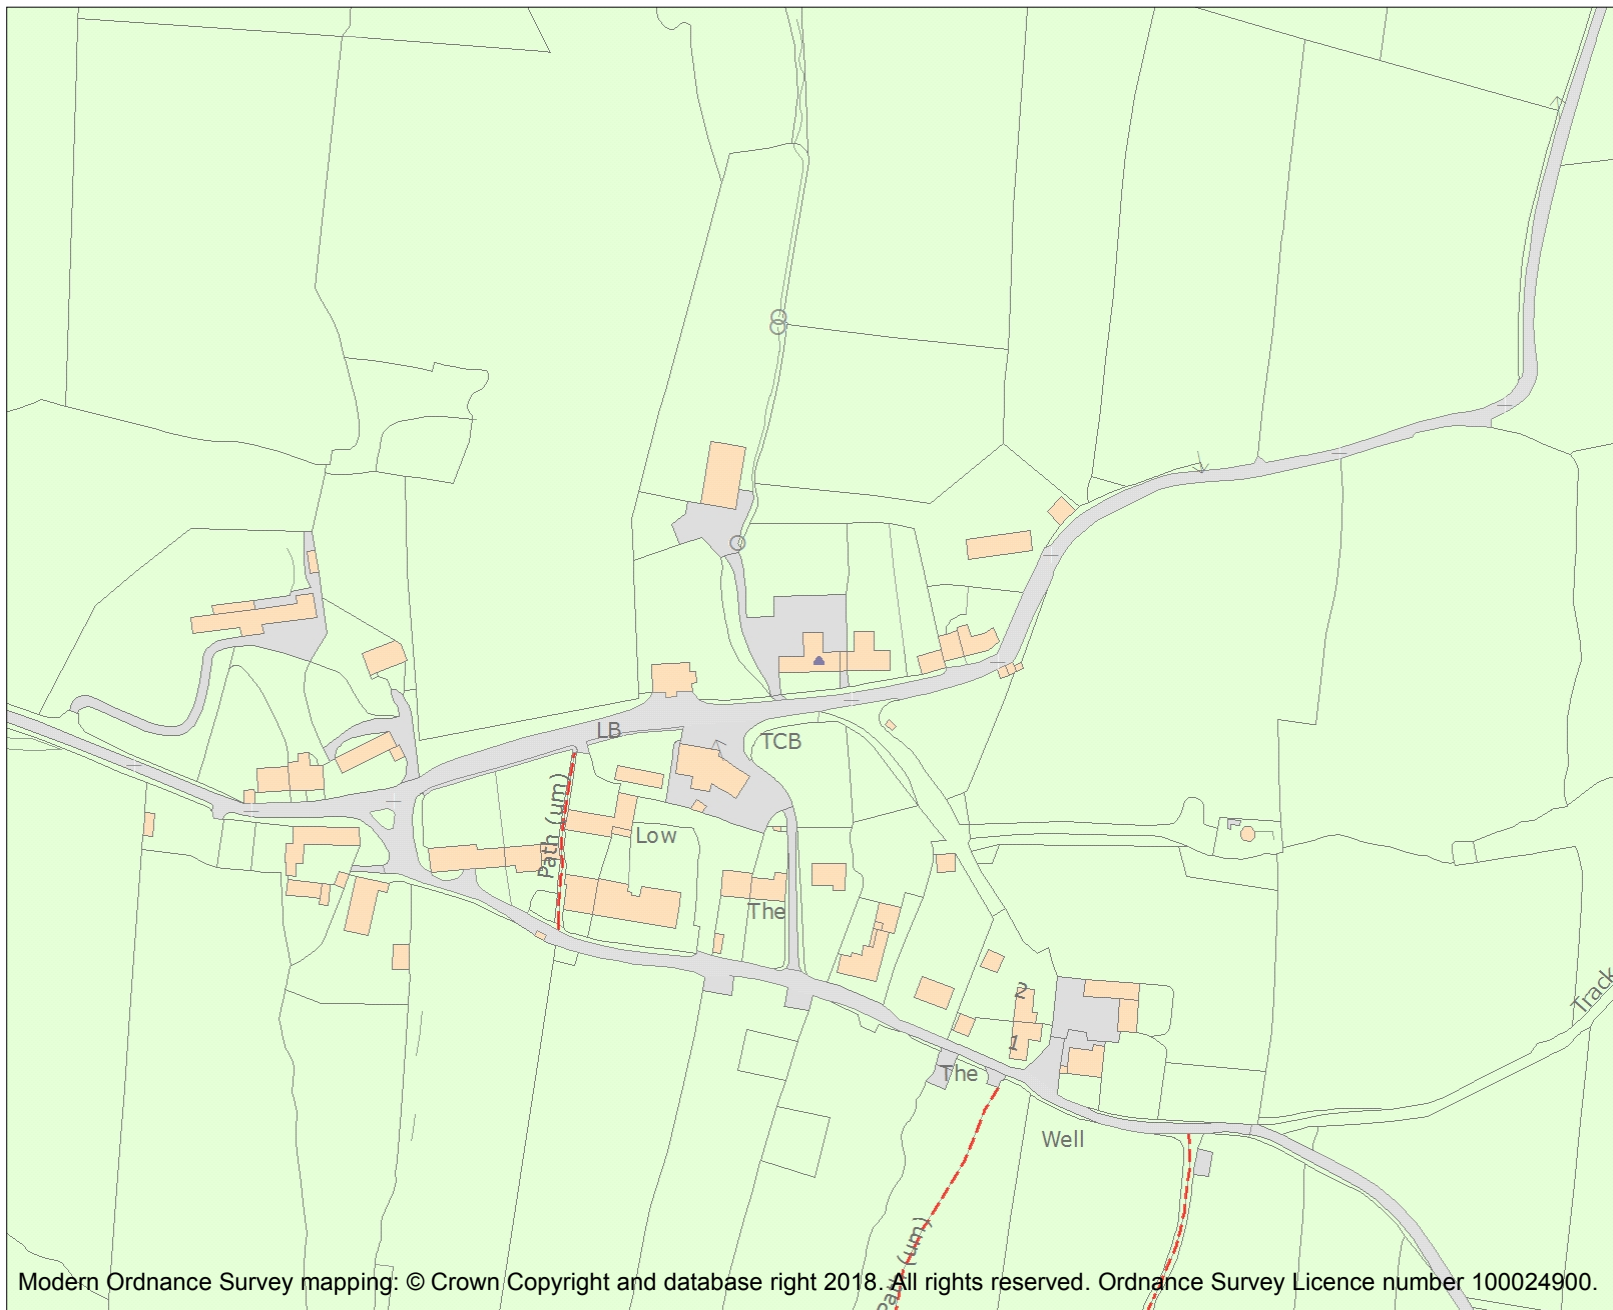 LB
TCB
Path (um)
Low
The
2
1
The
Track
Well
Path (um)
Modern Ordnance Survey mapping: © Crown Copyright and database right 2018. All rights reserved. Ordnance Survey Licence number 100024900.